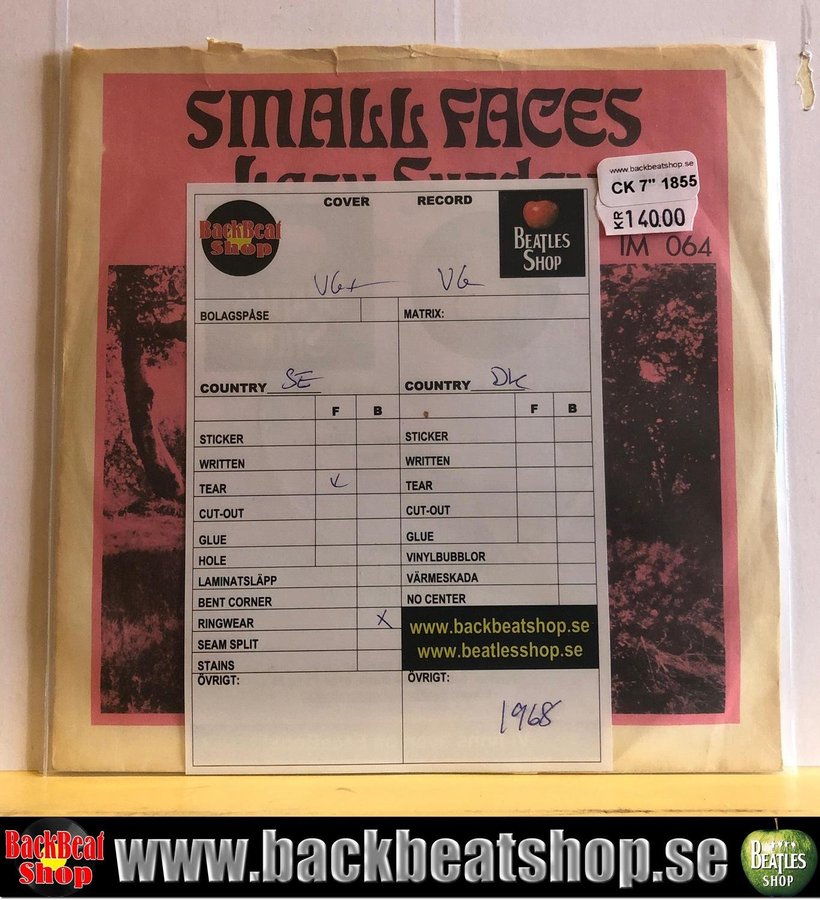 SMALL FACES
Lazy Sunday
www.backbeatshop.se
CK 7" 1855
KR 140.00
IM 064
COVER RECORD
BackBeat
Shop
BEATLES
SHOP
VG+ VG
BOLAGSPÅSE MATRIX:
COUNTRY SE COUNTRY DK
F B F B
STICKER STICKER
WRITTEN WRITTEN
TEAR TEAR
CUT-OUT CUT-OUT
GLUE GLUE
HOLE VINYLBUBBLOR
LAMINATSLÄPP VÄRMESKADA
BENT CORNER NO CENTER
RINGWEAR X
SEAM SPLIT
STAINS
www.backbeatshop.se
www.beatlesshop.se
ÖVRIGT: ÖVRIGT:
1968
BackBeat
Shop
www.backbeatshop.se
BEATLES
SHOP